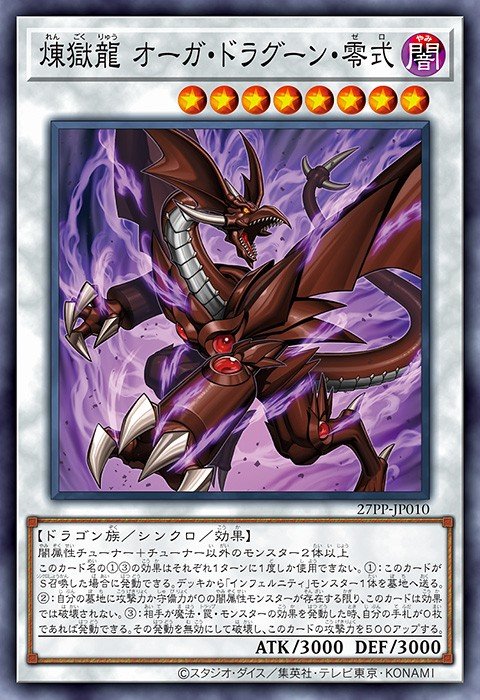 煉獄龍 オーガ・ドラグーン・零式 闇
27PP-JP010
【ドラゴン族／シンクロ／効果】
闇属性チューナー＋チューナー以外のモンスター２体以上
このカード名の①③の効果はそれぞれ１ターンに１度しか使用できない。①：このカードが
Ｓ召喚した場合に発動できる。デッキから「インフェルニティ」モンスター１体を墓地へ送る。
②：自分の墓地に攻撃力か守備力が０の闇属性モンスターが存在する限り、このカードは効果
では破壊されない。③：相手が魔法・罠・モンスターの効果を発動した時、自分の手札が０枚
であれば発動できる。その発動を無効にして破壊し、このカードの攻撃力を５００アップする。
ATK/3000 DEF/3000
©スタジオ・ダイス／集英社・テレビ東京・KONAMI